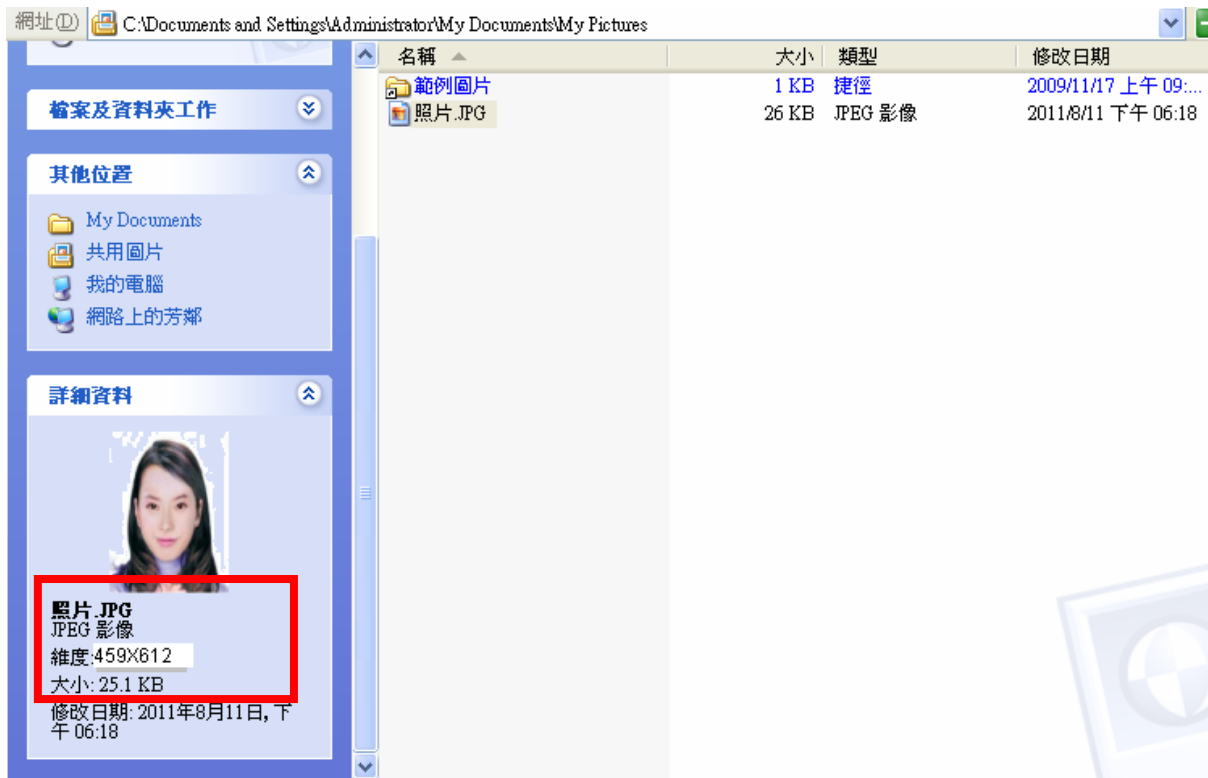 網址(D) C:\Documents and Settings\Administrator\My Documents\My Pictures
名稱 大小 類型 修改日期
範例圖片 1 KB 捷徑 2009/11/17 上午 09:...
照片.JPG 26 KB JPEG 影像 2011/8/11 下午 06:18
檔案及資料夾工作
其他位置
My Documents
共用圖片
我的電腦
網路上的芳鄰
詳細資料
照片.JPG
JPEG 影像
維度:459X612
大小: 25.1 KB
修改日期: 2011年8月11日, 下
午 06:18